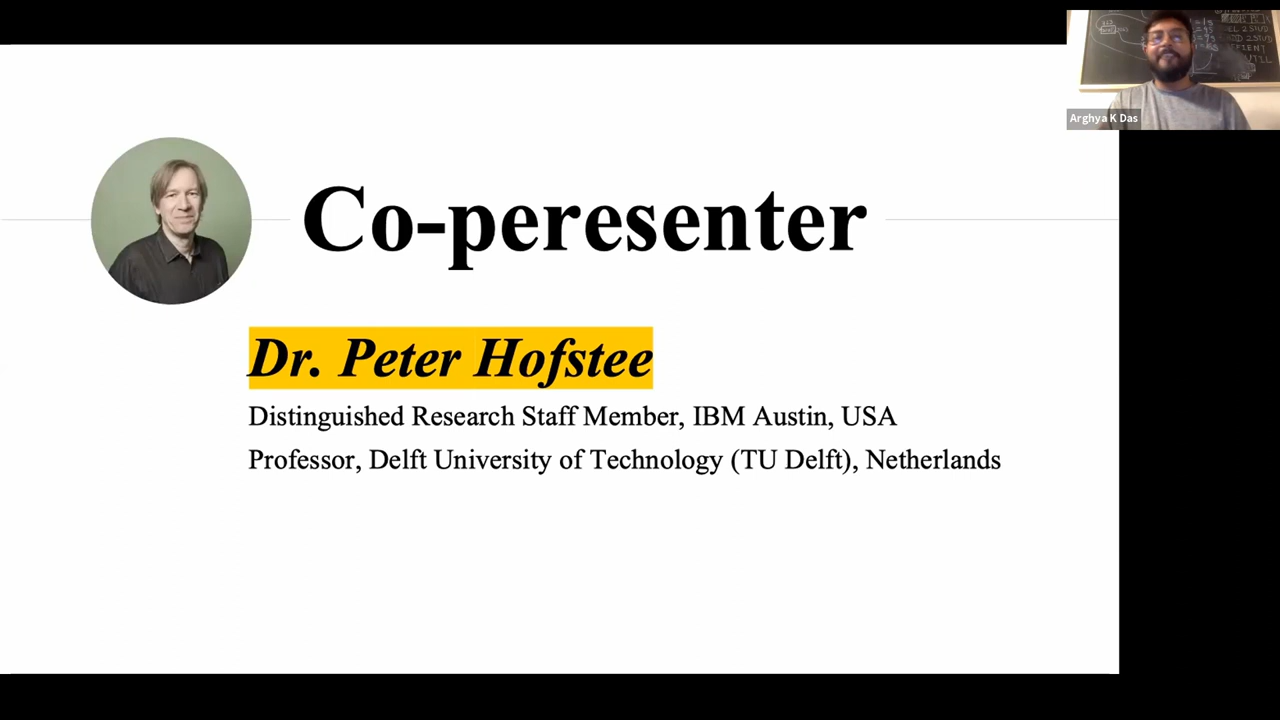 Co-peresenter
Dr. Peter Hofstee
Distinguished Research Staff Member, IBM Austin, USA
Professor, Delft University of Technology (TU Delft), Netherlands
Arghya K Das